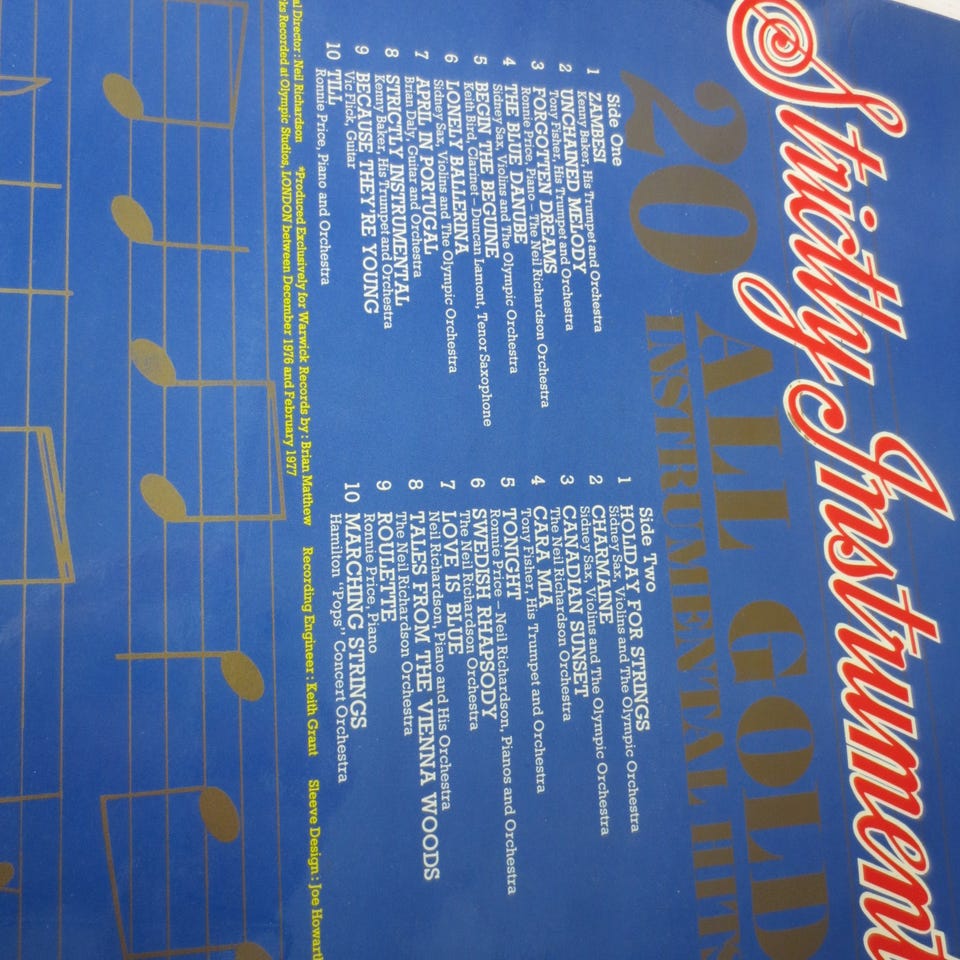 Strictly Instrument
20 ALL GOLD
INSTRUMENTAL HITS
Side One
1 ZAMBESI
Kenny Baker, His Trumpet and Orchestra
2 UNCHAINED MELODY
Tony Fisher, His Trumpet and Orchestra
3 FORGOTTEN DREAMS
Ronnie Price, Piano – The Neil Richardson Orchestra
4 THE BLUE DANUBE
Sidney Sax, Violins and The Olympic Orchestra
5 BEGIN THE BEGUINE
Keith Bird, Clarinet – Duncan Lamont, Tenor Saxophone
6 LONELY BALLERINA
Sidney Sax, Violins and The Olympic Orchestra
7 APRIL IN PORTUGAL
Brian Daly, Guitar and Orchestra
8 STRICTLY INSTRUMENTAL
Kenny Baker, His Trumpet and Orchestra
9 BECAUSE THEY'RE YOUNG
Vic Flick, Guitar
10 TILL
Ronnie Price, Piano and Orchestra
Side Two
1 HOLIDAY FOR STRINGS
Sidney Sax, Violins and The Olympic Orchestra
2 CHARMAINE
Sidney Sax, Violins and The Olympic Orchestra
3 CANADIAN SUNSET
The Neil Richardson Orchestra
4 CARA MIA
Tony Fisher, His Trumpet and Orchestra
5 TONIGHT
Ronnie Price – Neil Richardson, Pianos and Orchestra
6 SWEDISH RHAPSODY
The Neil Richardson Orchestra
7 LOVE IS BLUE
Neil Richardson, Piano and His Orchestra
8 TALES FROM THE VIENNA WOODS
The Neil Richardson Orchestra
9 ROULETTE
Ronnie Price, Piano
10 MARCHING STRINGS
Hamilton "Pops" Concert Orchestra
al Director : Neil Richardson *Produced Exclusively for Warwick Records by : Brian Matthew Recording Engineer : Keith Grant Sleeve Design : Joe Howart
ks Recorded at Olympic Studios, LONDON between December 1976 and February 1977